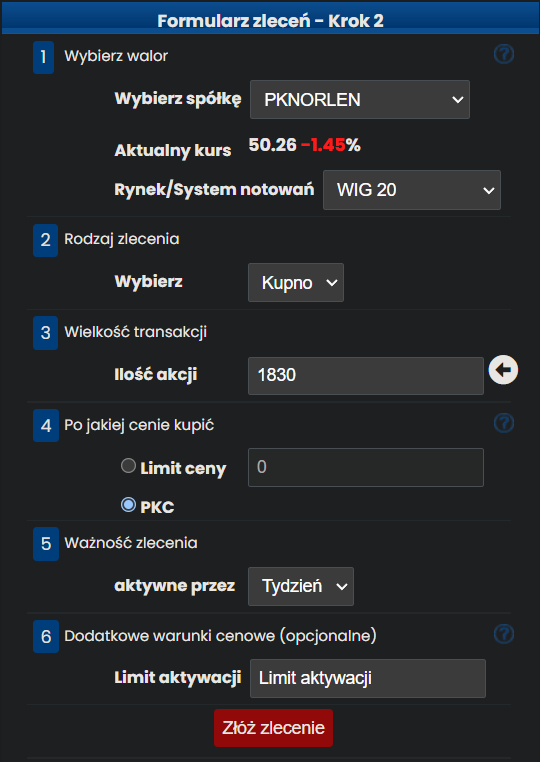 Formularz zleceń - Krok 2
1 Wybierz walor ?
Wybierz spółkę PKNORLEN
Aktualny kurs 50.26 -1.45%
Rynek/System notowań WIG 20
2 Rodzaj zlecenia
Wybierz Kupno
3 Wielkość transakcji
Ilość akcji 1830
4 Po jakiej cenie kupić ?
Limit ceny 0
PKC
5 Ważność zlecenia
aktywne przez Tydzień
6 Dodatkowe warunki cenowe (opcjonalne) ?
Limit aktywacji Limit aktywacji
Złóż zlecenie